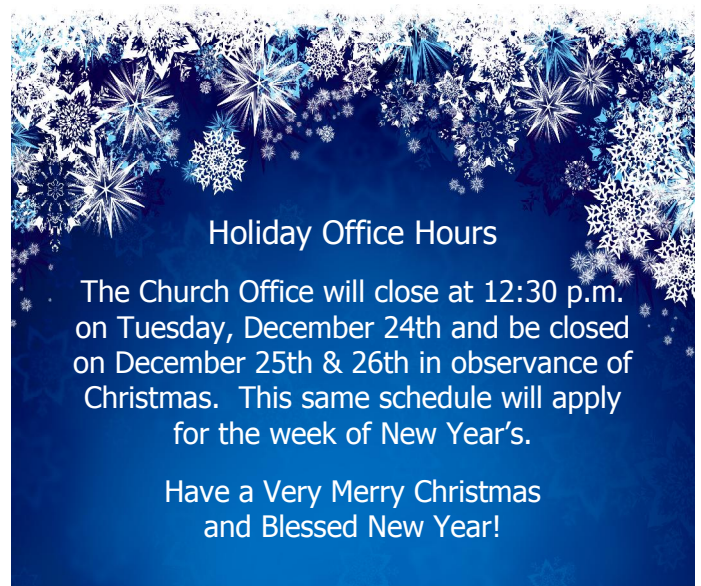 Holiday Office Hours
The Church Office will close at 12:30 p.m.
on Tuesday, December 24th and be closed
on December 25th & 26th in observance of
Christmas.  This same schedule will apply
for the week of New Year’s.
Have a Very Merry Christmas
and Blessed New Year!